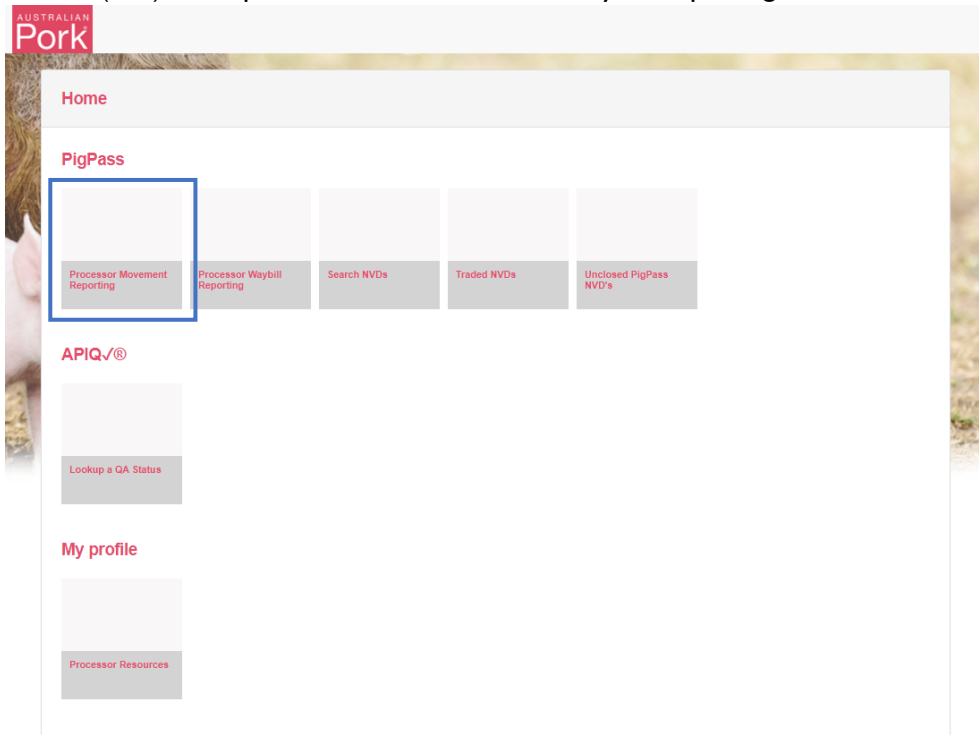 AUSTRALIAN
Pork
Home
PigPass
Processor Movement
Reporting
Processor Waybill
Reporting
Search NVDs
Traded NVDs
Unclosed PigPass
NVD's
APIQ✓®
Lookup a QA Status
My profile
Processor Resources